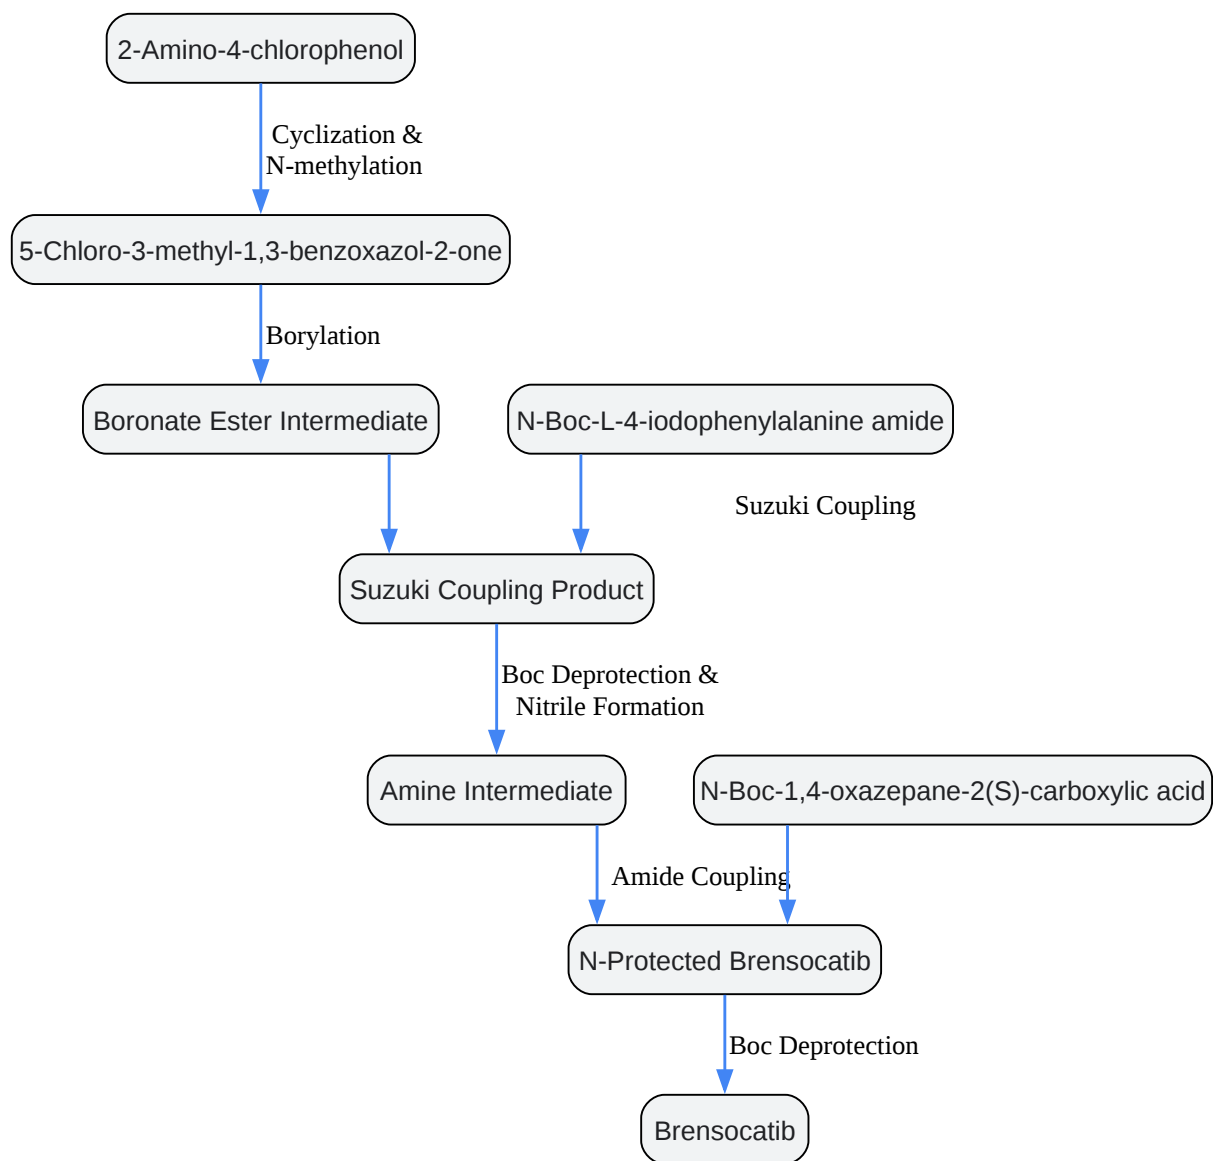 2-Amino-4-chlorophenol
Cyclization &
N-methylation
5-Chloro-3-methyl-1,3-benzoxazol-2-one
Borylation
Boronate Ester Intermediate
N-Boc-L-4-iodophenylalanine amide
Suzuki Coupling
Suzuki Coupling Product
Boc Deprotection &
Nitrile Formation
Amine Intermediate
N-Boc-1,4-oxazepane-2(S)-carboxylic acid
Amide Coupling
N-Protected Brensocatib
Boc Deprotection
Brensocatib